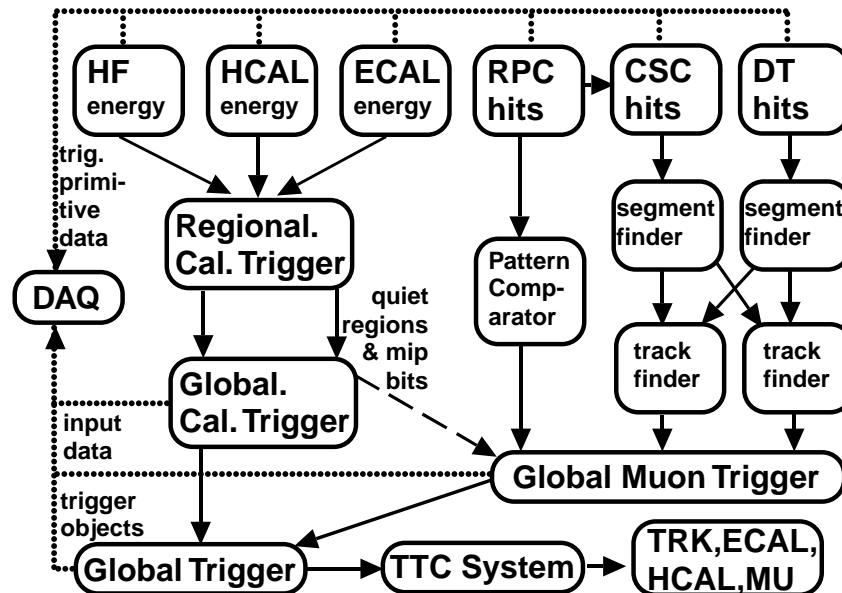 HF
energy
HCAL
energy
ECAL
energy
RPC
hits
CSC
hits
DT
hits
trig.
primi-
tive
data
Regional.
Cal. Trigger
segment
finder
segment
finder
Pattern
Comp-
arator
DAQ
quiet
regions
& mip
bits
track
finder
track
finder
Global.
Cal. Trigger
input
data
Global Muon Trigger
trigger
objects
Global Trigger
TTC System
TRK,ECAL,
HCAL,MU